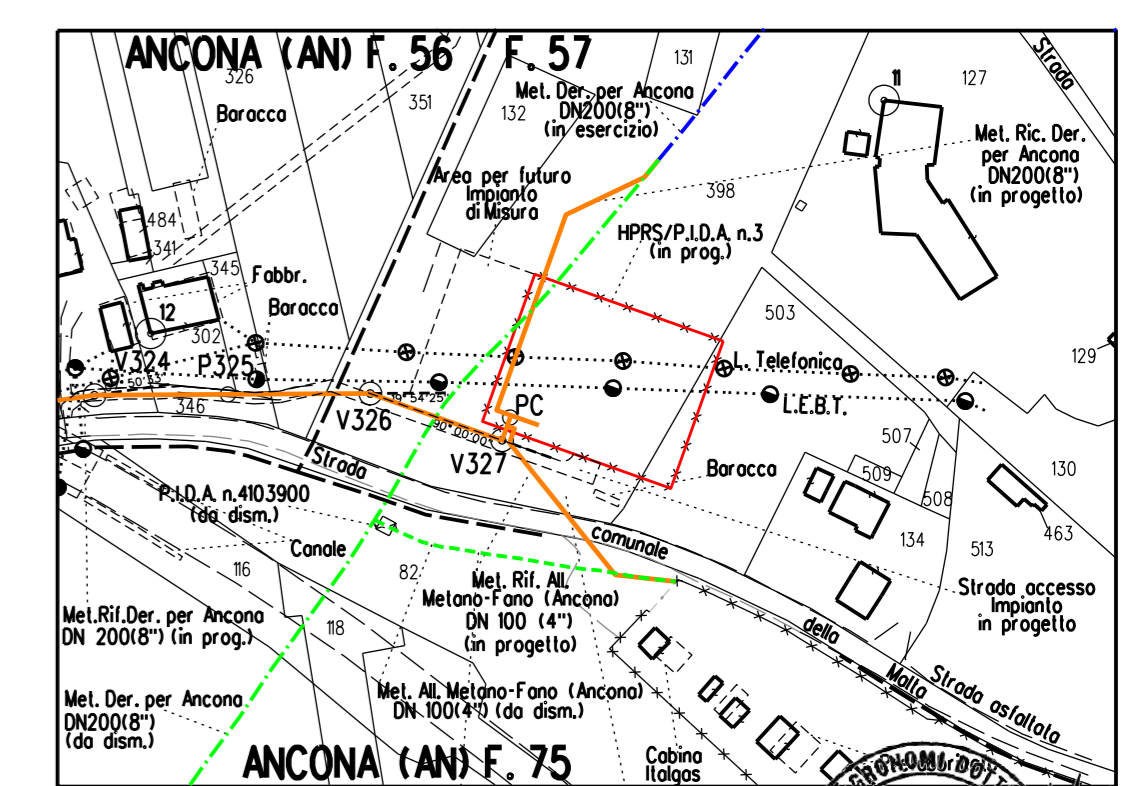 ANCONA (AN) F. 56
F. 57
326
Baracca
351
132
131
Met. Der. per Ancona
DN200(8")
(in esercizio)
11
127
Strada
Met. Ric. Der.
per Ancona
DN200(8")
(in progetto)
Area per futuro
Impianto
di Misura
398
484
341
345
HPRS/P.I.D.A. n.3
(in prog.)
Fabbr.
Baracca
12
302
503
129
V324
P325
L. Telefonica
346
V326
PC
L.E.B.T.
90° 00'00"
V327
507
Strada
Baracca
509
508
130
463
P.I.D.A. n.4103900
(da dism.)
comunale
134
513
Canale
116
82
Met. Rif. All.
Metano-Fano (Ancona)
DN 100 (4")
(in progetto)
Strada accesso
Impianto
in progetto
Met.Rif.Der. per Ancona
DN 200(8") (in prog.)
118
della
Malta
Strada asfaltata
Met. Der. per Ancona
DN200(8")
(da dism.)
Met. All. Metano-Fano (Ancona)
DN 100(4") (da dism.)
ANCONA (AN) F. 75
Cabina
Italgas